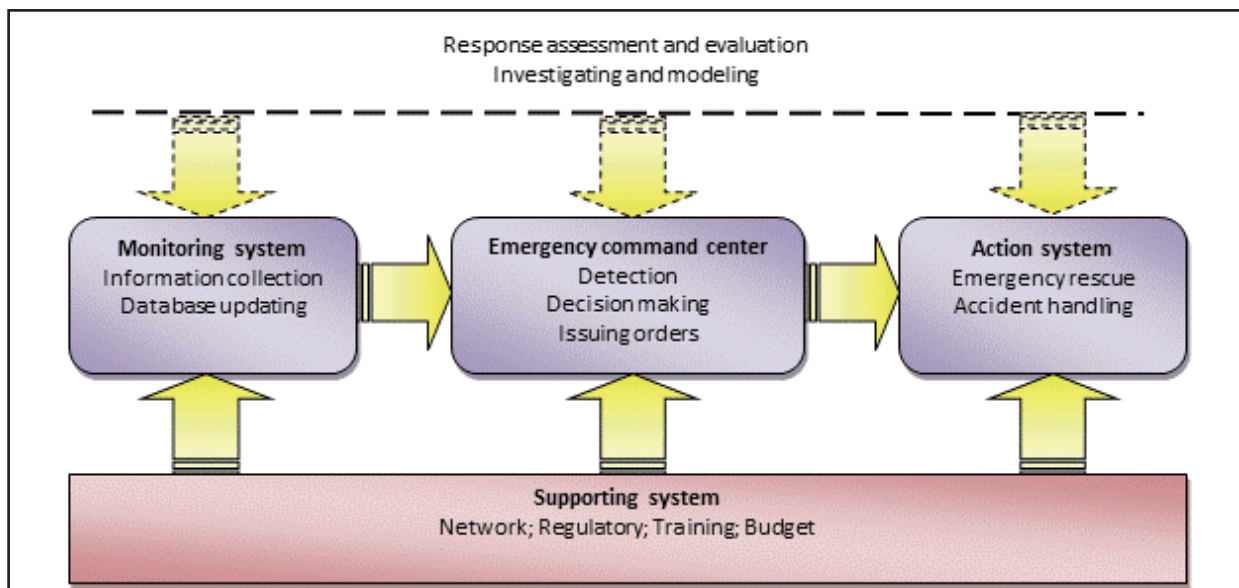 Response assessment and evaluation
Investigating and modeling
Monitoring system
Information collection
Database updating
Emergency command center
Detection
Decision making
Issuing orders
Action system
Emergency rescue
Accident handling
Supporting system
Network; Regulatory; Training; Budget